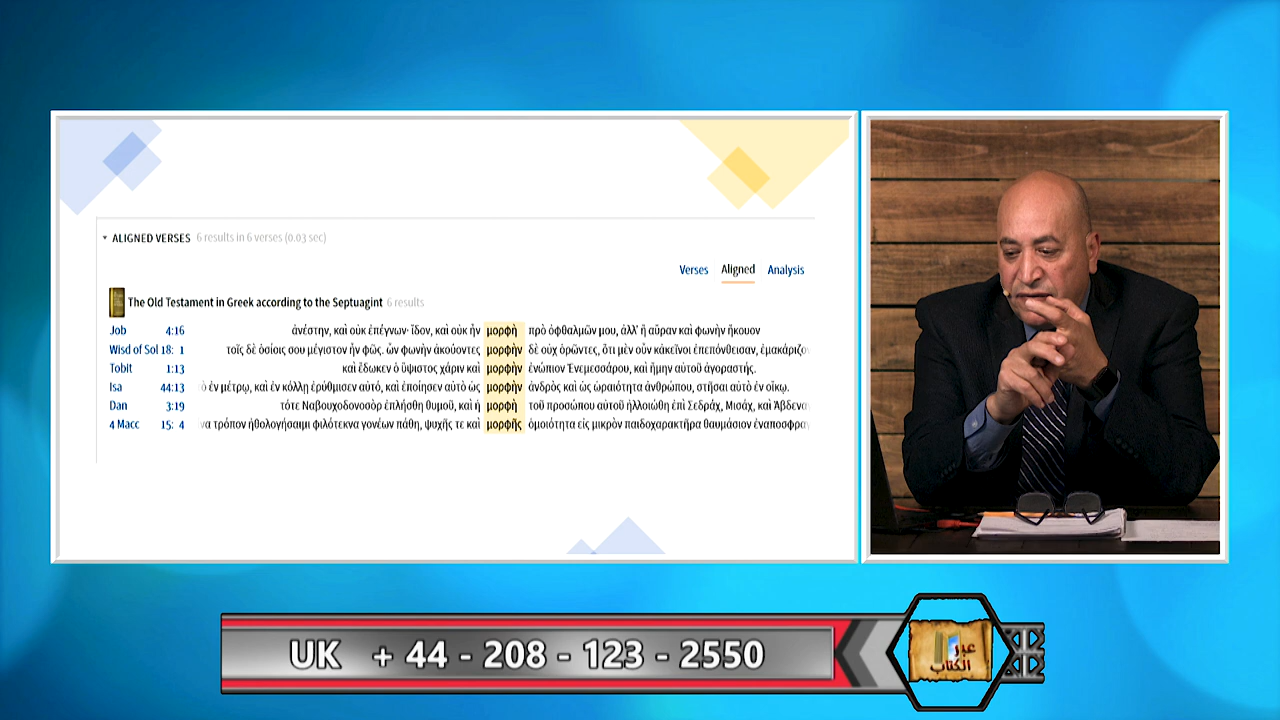 ALIGNED VERSES 6 results in 6 verses (0.03 sec)
Verses Aligned Analysis
The Old Testament in Greek according to the Septuagint 6 results
Job 4:16 ἀνέστην, καὶ οὐκ ἐπέγνων· ἴδον, καὶ οὐκ ἦν μορφὴ πρὸ ὀφθαλμῶν μου, ἀλλ’ ἢ αὔραν καὶ φωνὴν ἤκουον
Wisd of Sol 18: 1 τοῖς δὲ ὁσίοις σου μέγιστον ἦν φῶς. ὧν φωνὴν ἀκούοντες μορφὴν δὲ οὐχ ὁρῶντες, ὅτι μὲν οὖν κἀκεῖνοι ἐπεπόνθεισαν, ἐμακάριζο
Tobit 1:13 καὶ ἔδωκεν ὁ ὕψιστος χάριν καὶ μορφὴν ἐνώπιον Ἐνεμεσσάρου, καὶ ἤμην αὐτοῦ ἀγοραστής.
Isa 44:13 ἐν μέτρῳ, καὶ ἐν κόλλῃ ἐρύθμισεν αὐτό, καὶ ἐποίησεν αὐτὸ ὡς μορφὴν ἀνδρὸς καὶ ὡς ὡραιότητα ἀνθρώπου, στῆσαι αὐτὸ ἐν οἴκῳ.
Dan 3:19 τότε Ναβουχοδονοσὸρ ἐπλήσθη θυμοῦ, καὶ ἡ μορφὴ τοῦ προσώπου αὐτοῦ ἠλλοιώθη ἐπὶ Σεδράχ, Μισάχ, καὶ Ἀβδενα
4 Macc 15: 4 να τρόπον ἠθολογήσαιμι φιλότεκνα γονέων πάθη, ψυχῆς τε καὶ μορφῆς ὁμοιότητα εἰς μικρὸν παιδοχαρακτῆρα θαυμάσιον ἐναποσφρα
UK + 44 - 208 - 123 - 2550
عبر
الكتاب